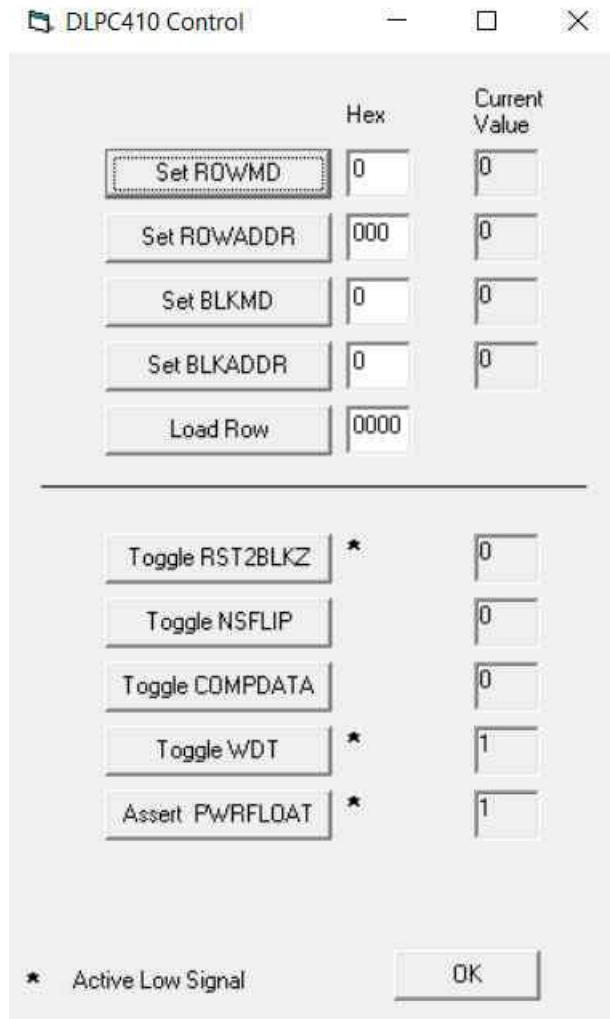 DLPC410 Control
Hex Current Value
Set ROWMD 0 0
Set ROWADDR 000 0
Set BLKMD 0 0
Set BLKADDR 0 0
Load Row 0000
Toggle RST2BLKZ * 0
Toggle NSFLIP 0
Toggle COMPDATA 0
Toggle WDT * 1
Assert PWRFLOAT * 1
* Active Low Signal OK